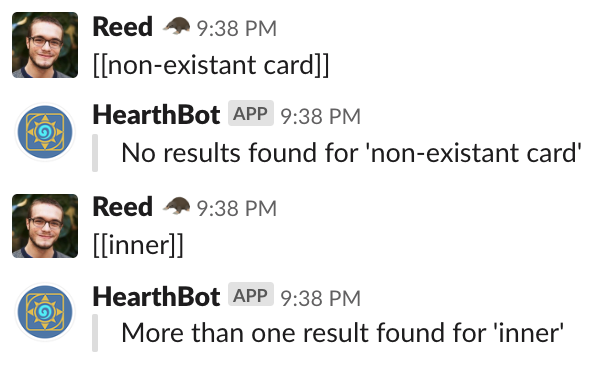 Reed 9:38 PM
[[non-existant card]]
HearthBot APP 9:38 PM
No results found for 'non-existant card'
Reed 9:38 PM
[[inner]]
HearthBot APP 9:38 PM
More than one result found for 'inner'